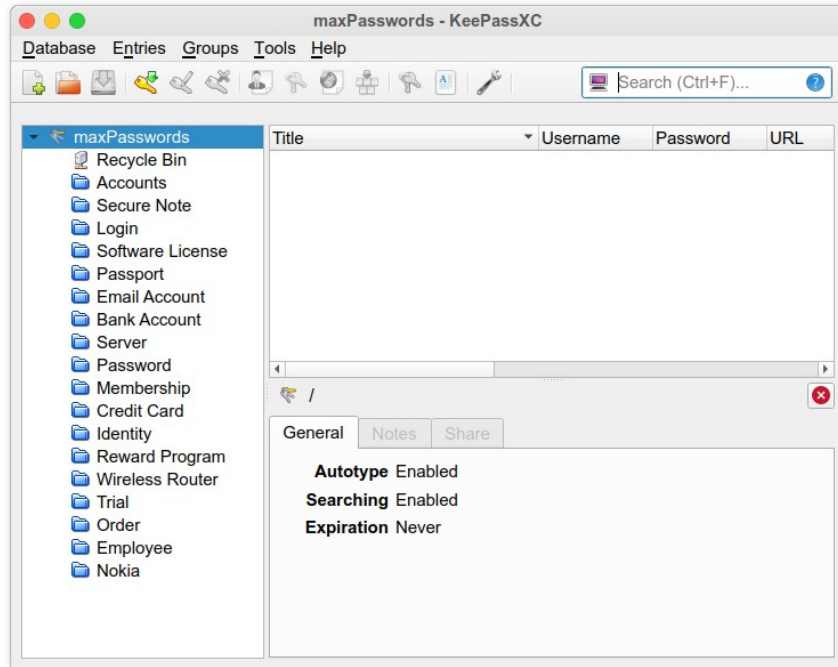 maxPasswords - KeePassXC
Database Entries Groups Tools Help
Search (Ctrl+F)...
maxPasswords
Recycle Bin
Accounts
Secure Note
Login
Software License
Passport
Email Account
Bank Account
Server
Password
Membership
Credit Card
Identity
Reward Program
Wireless Router
Trial
Order
Employee
Nokia
Title Username Password URL
/
General Notes Share
Autotype Enabled
Searching Enabled
Expiration Never